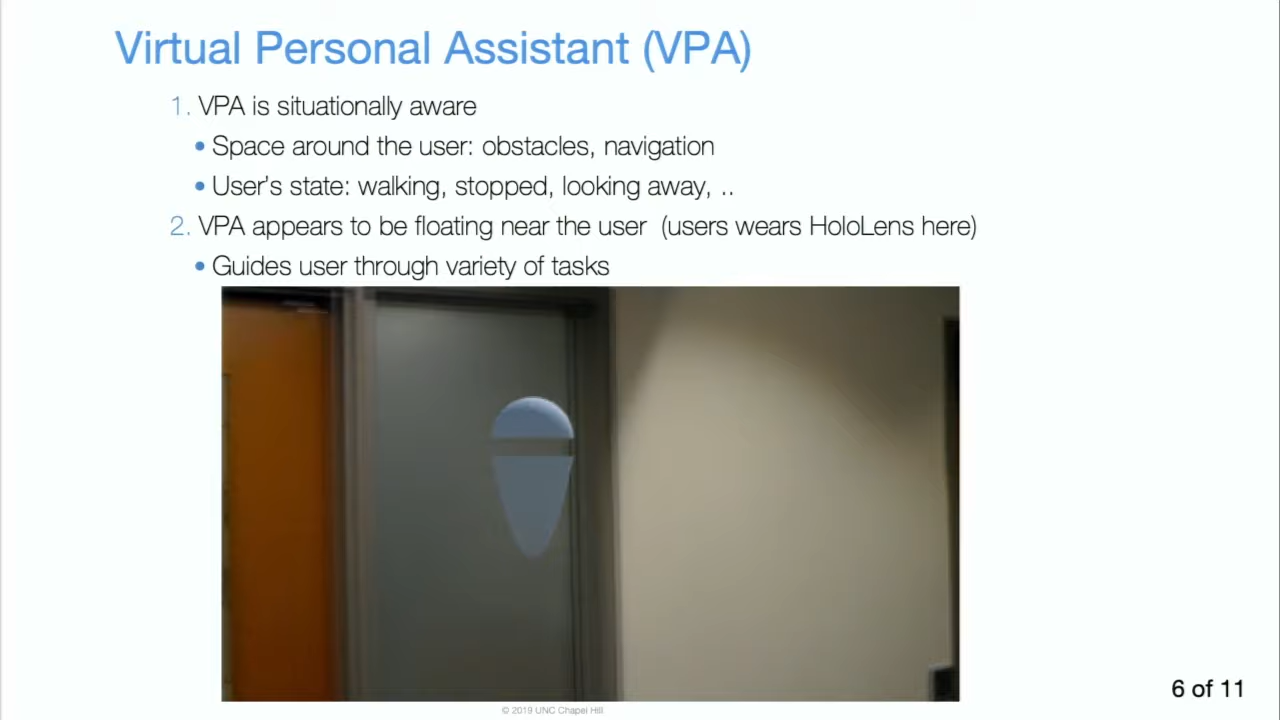 Virtual Personal Assistant (VPA)
1. VPA is situationally aware
• Space around the user: obstacles, navigation
• User's state: walking, stopped, looking away, ..
2. VPA appears to be floating near the user (users wears HoloLens here)
• Guides user through variety of tasks
© 2019 UNC Chapel Hill
6 of 11